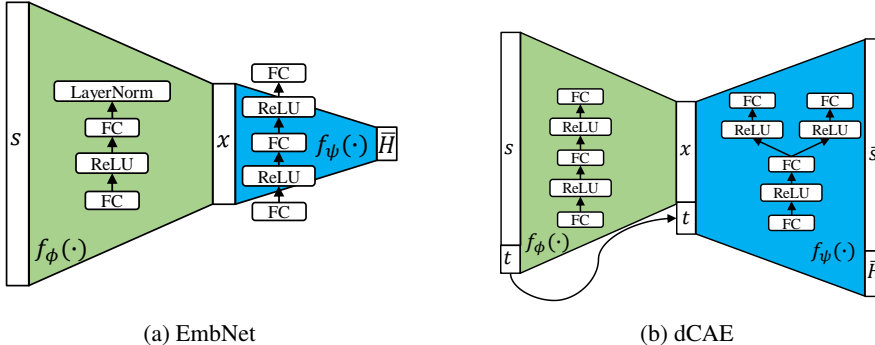 s
LayerNorm
FC
ReLU
FC
f_ϕ(·)
x
FC
ReLU
FC
ReLU
FC
f_ψ(·)
H̄
(a) EmbNet
s
t
FC
ReLU
FC
ReLU
FC
f_ϕ(·)
x
t
FC
FC
ReLU
ReLU
FC
ReLU
FC
f_ψ(·)
s̄
H̄
(b) dCAE